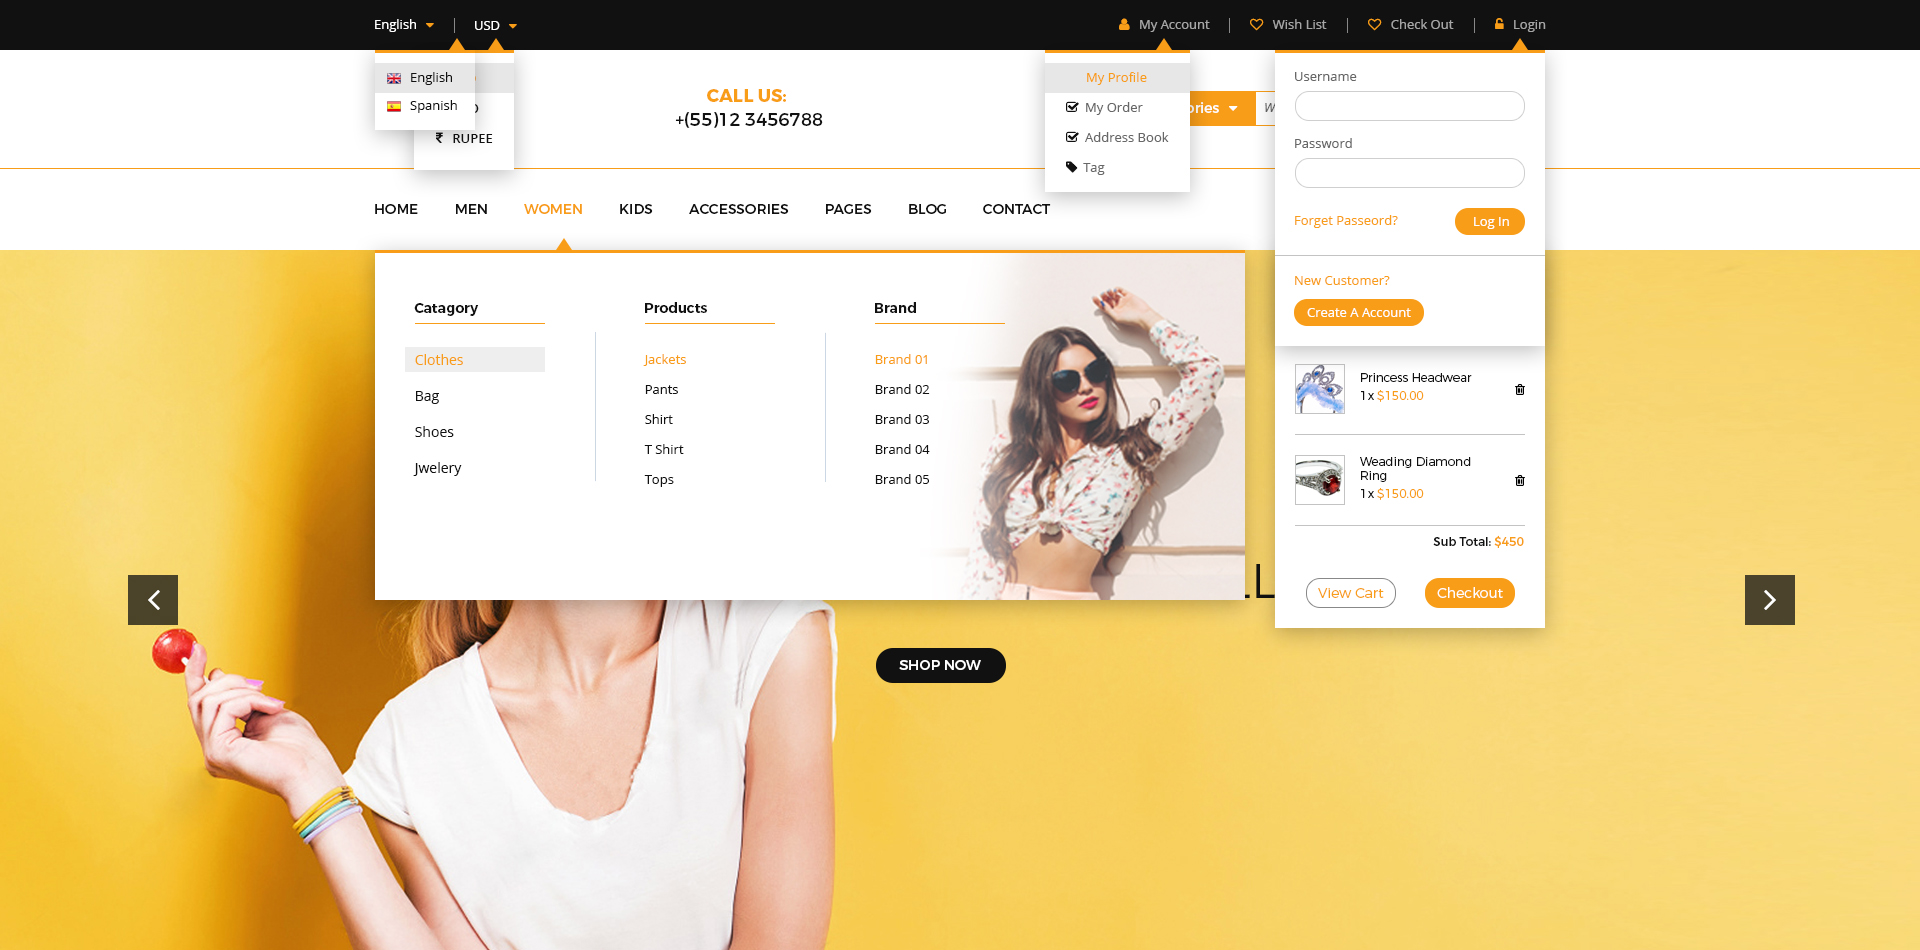 English
USD
My Account
Wish List
Check Out
Login
English
Spanish
RUPEE
CALL US:
+(55)12 3456788
My Profile
My Order
Address Book
Tag
Username
Password
Forget Passeord?
Log In
New Customer?
Create A Account
HOME
MEN
WOMEN
KIDS
ACCESSORIES
PAGES
BLOG
CONTACT
Catagory
Clothes
Bag
Shoes
Jwelery
Products
Jackets
Pants
Shirt
T Shirt
Tops
Brand
Brand 01
Brand 02
Brand 03
Brand 04
Brand 05
Princess Headwear
1x $150.00
Weading Diamond
Ring
1x $150.00
Sub Total: $450
View Cart
Checkout
SHOP NOW